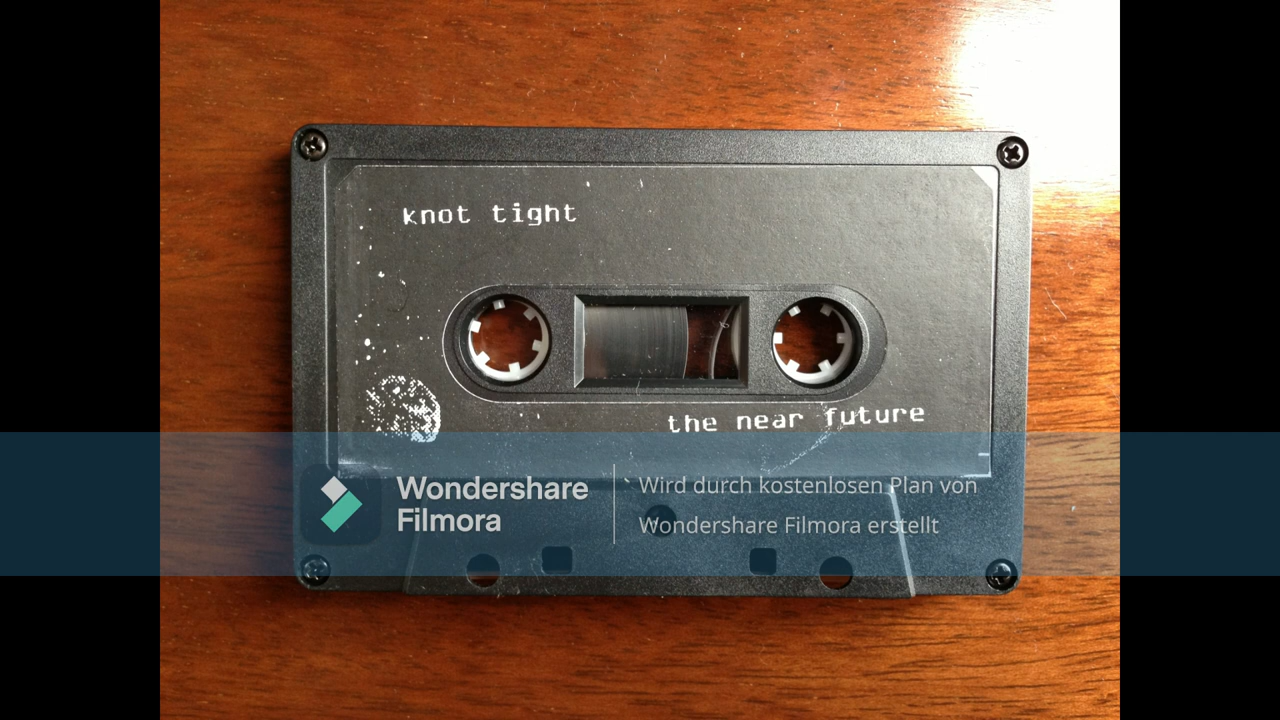 knot tight
the near future
Wondershare
Filmora
Wird durch kostenlosen Plan von
Wondershare Filmora erstellt